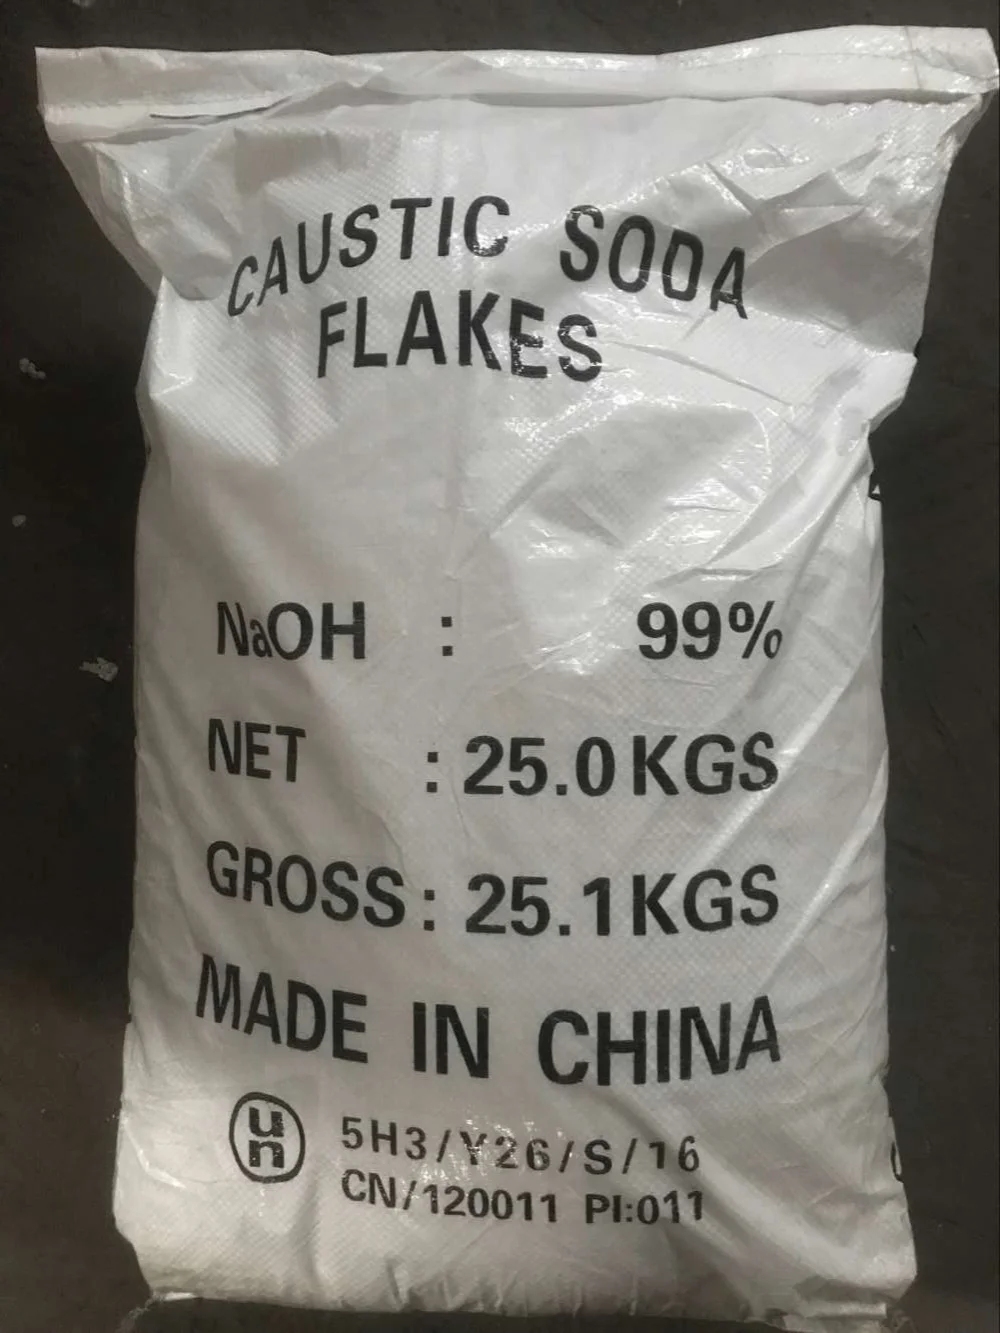 CAUSTIC SODA
FLAKES
NaOH : 99%
NET : 25.0KGS
GROSS: 25.1KGS
MADE IN CHINA
un 5H3/Y26/S/16
CN/120011 PI:011